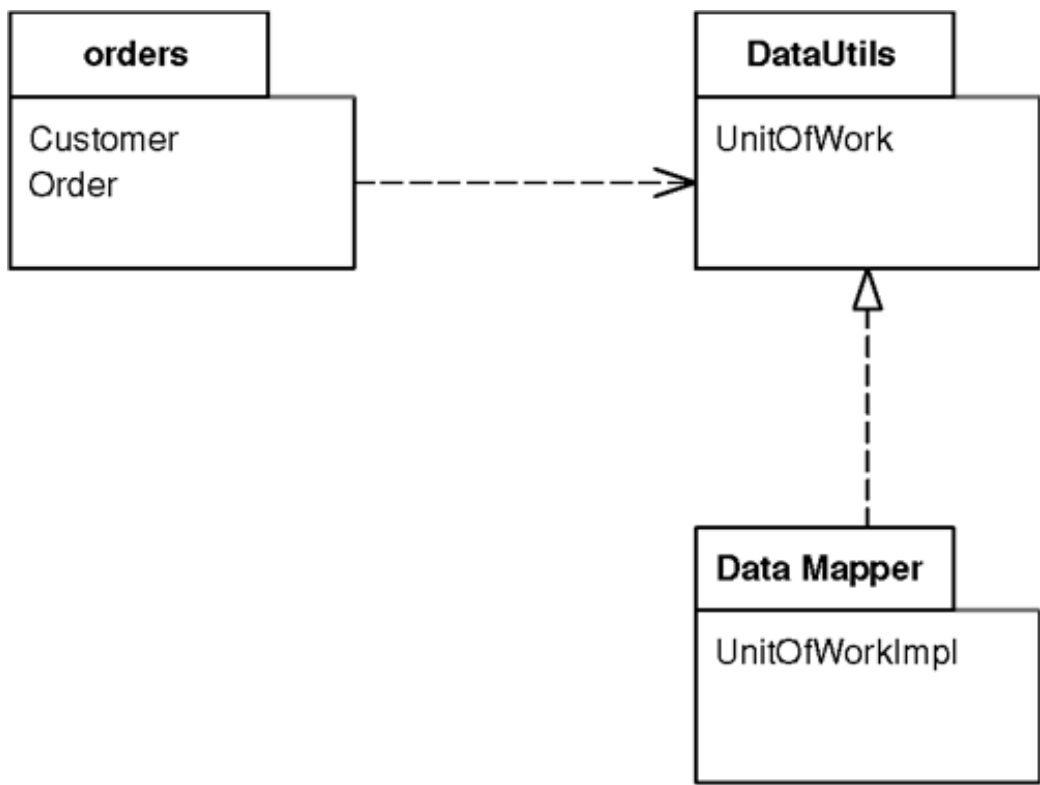 orders
Customer
Order
DataUtils
UnitOfWork
Data Mapper
UnitOfWorkImpl